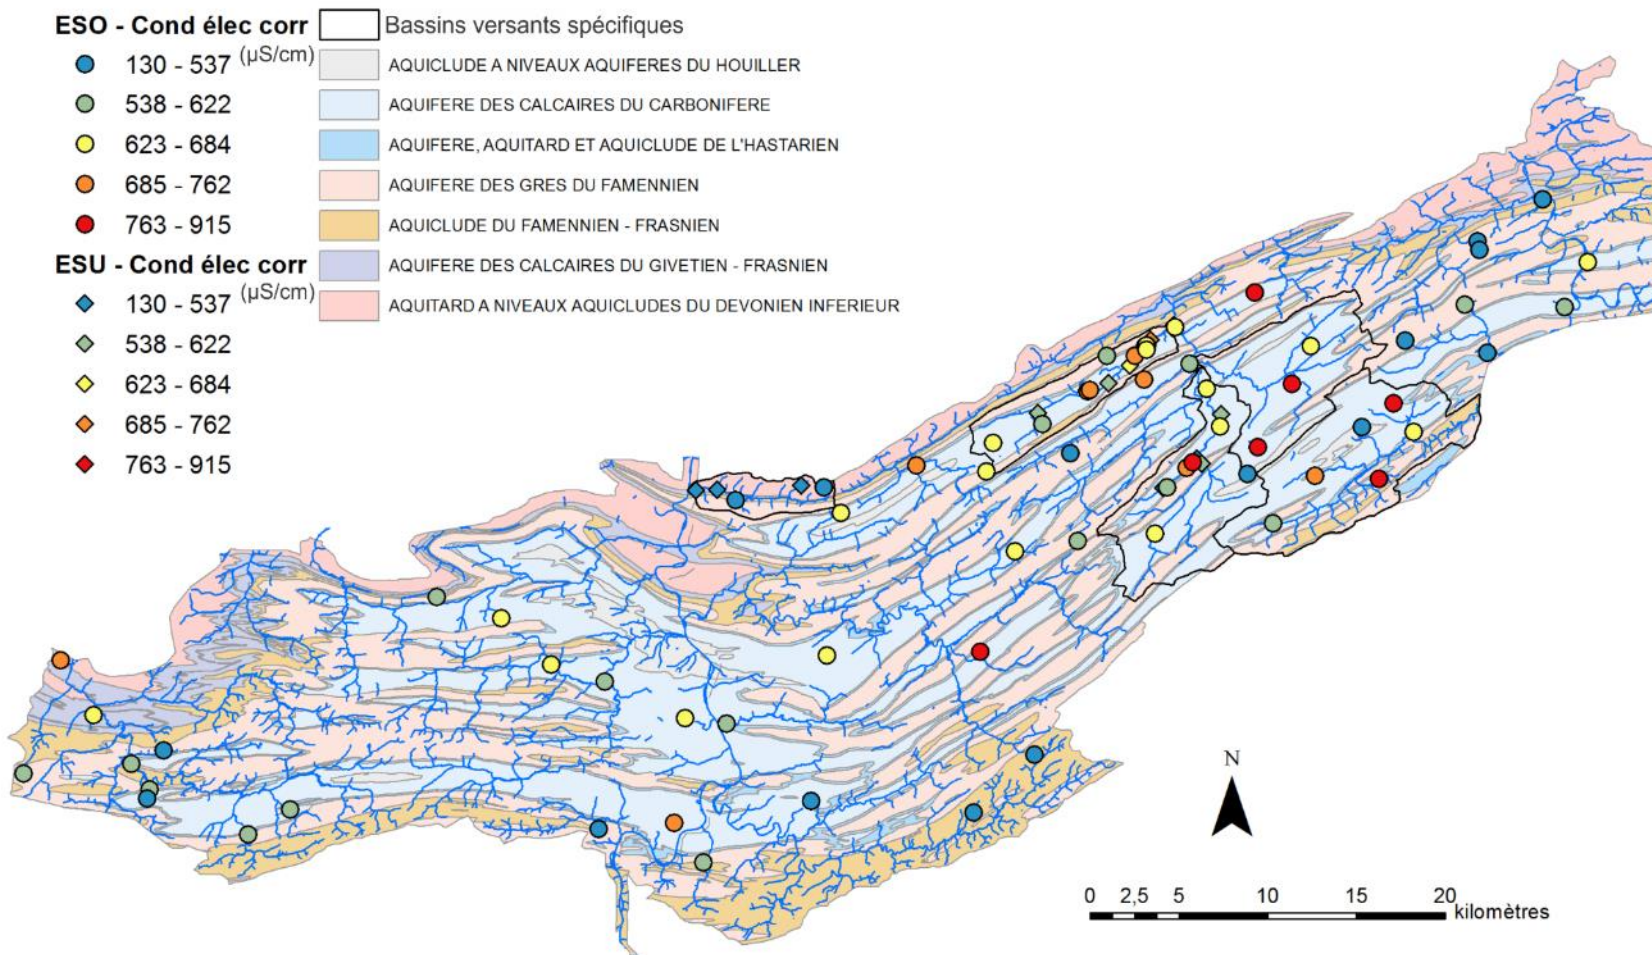 ESO - Cond élec corr
(µS/cm)
130 - 537
538 - 622
623 - 684
685 - 762
763 - 915
ESU - Cond élec corr
(µS/cm)
130 - 537
538 - 622
623 - 684
685 - 762
763 - 915
Bassins versants spécifiques
AQUICLUDE A NIVEAUX AQUIFERES DU HOUILLER
AQUIFERE DES CALCAIRES DU CARBONIFERE
AQUIFERE, AQUITARD ET AQUICLUDE DE L'HASTARIEN
AQUIFERE DES GRES DU FAMENNIEN
AQUICLUDE DU FAMENNIEN - FRASNIEN
AQUIFERE DES CALCAIRES DU GIVETIEN - FRASNIEN
AQUITARD A NIVEAUX AQUICLUDES DU DEVONIEN INFERIEUR
N
0 2,5 5 10 15 20
kilomètres